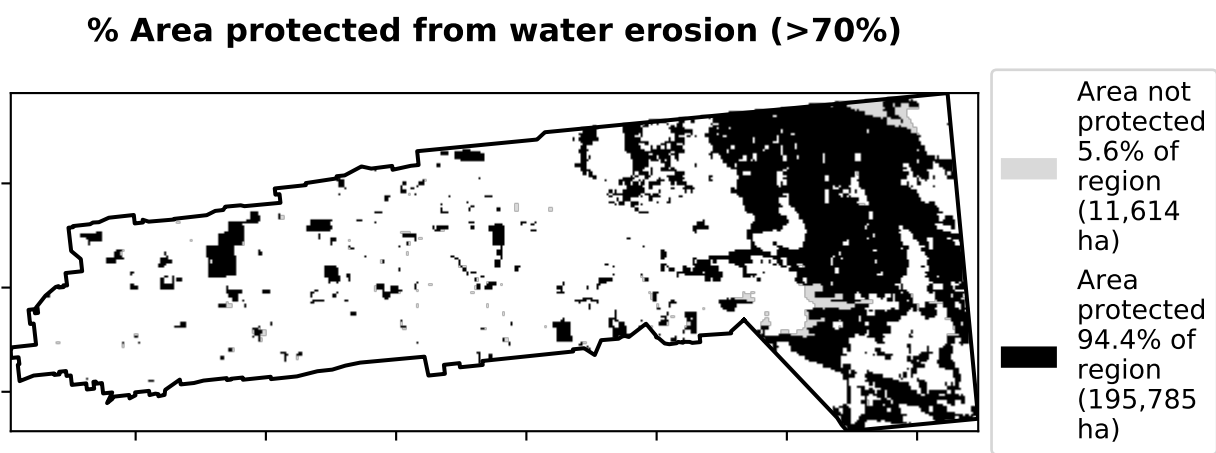 % Area protected from water erosion (>70%)
Area not
protected
5.6% of
region
(11,614
ha)
Area
protected
94.4% of
region
(195,785
ha)